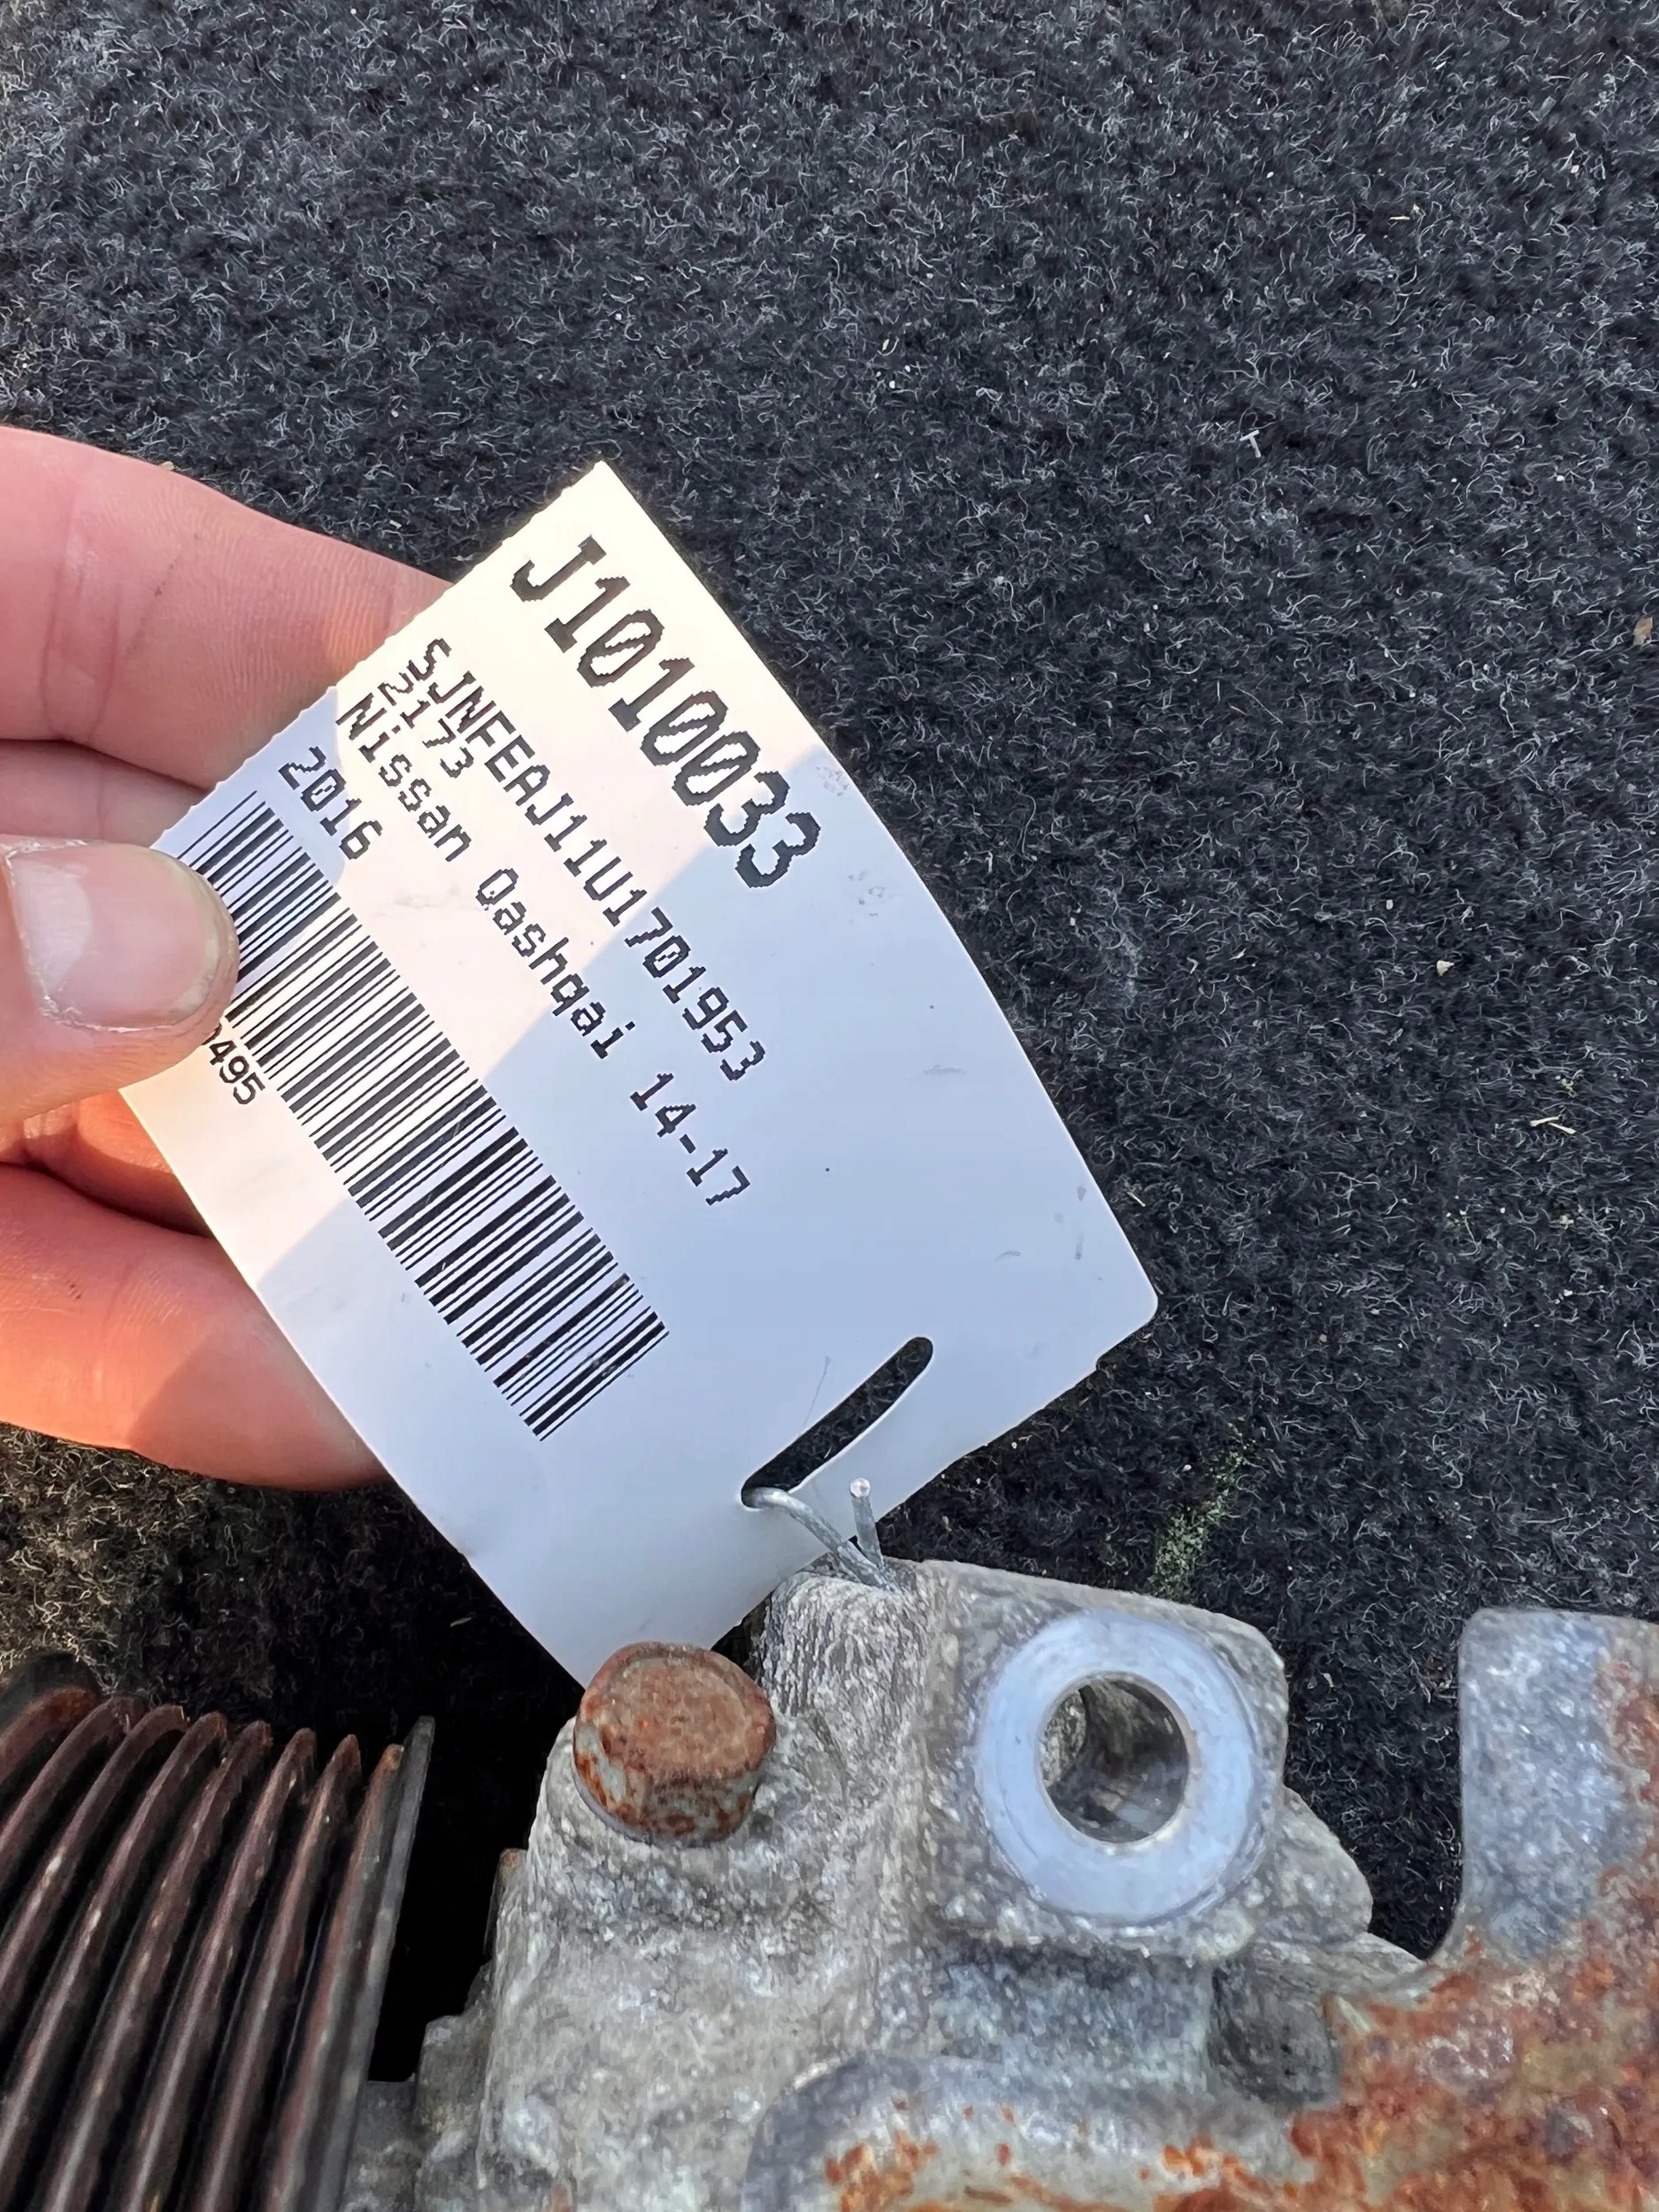 J1010033
SJNFEAJ11U1701953
2173
Nissan Qashqai 14-17
2016
495